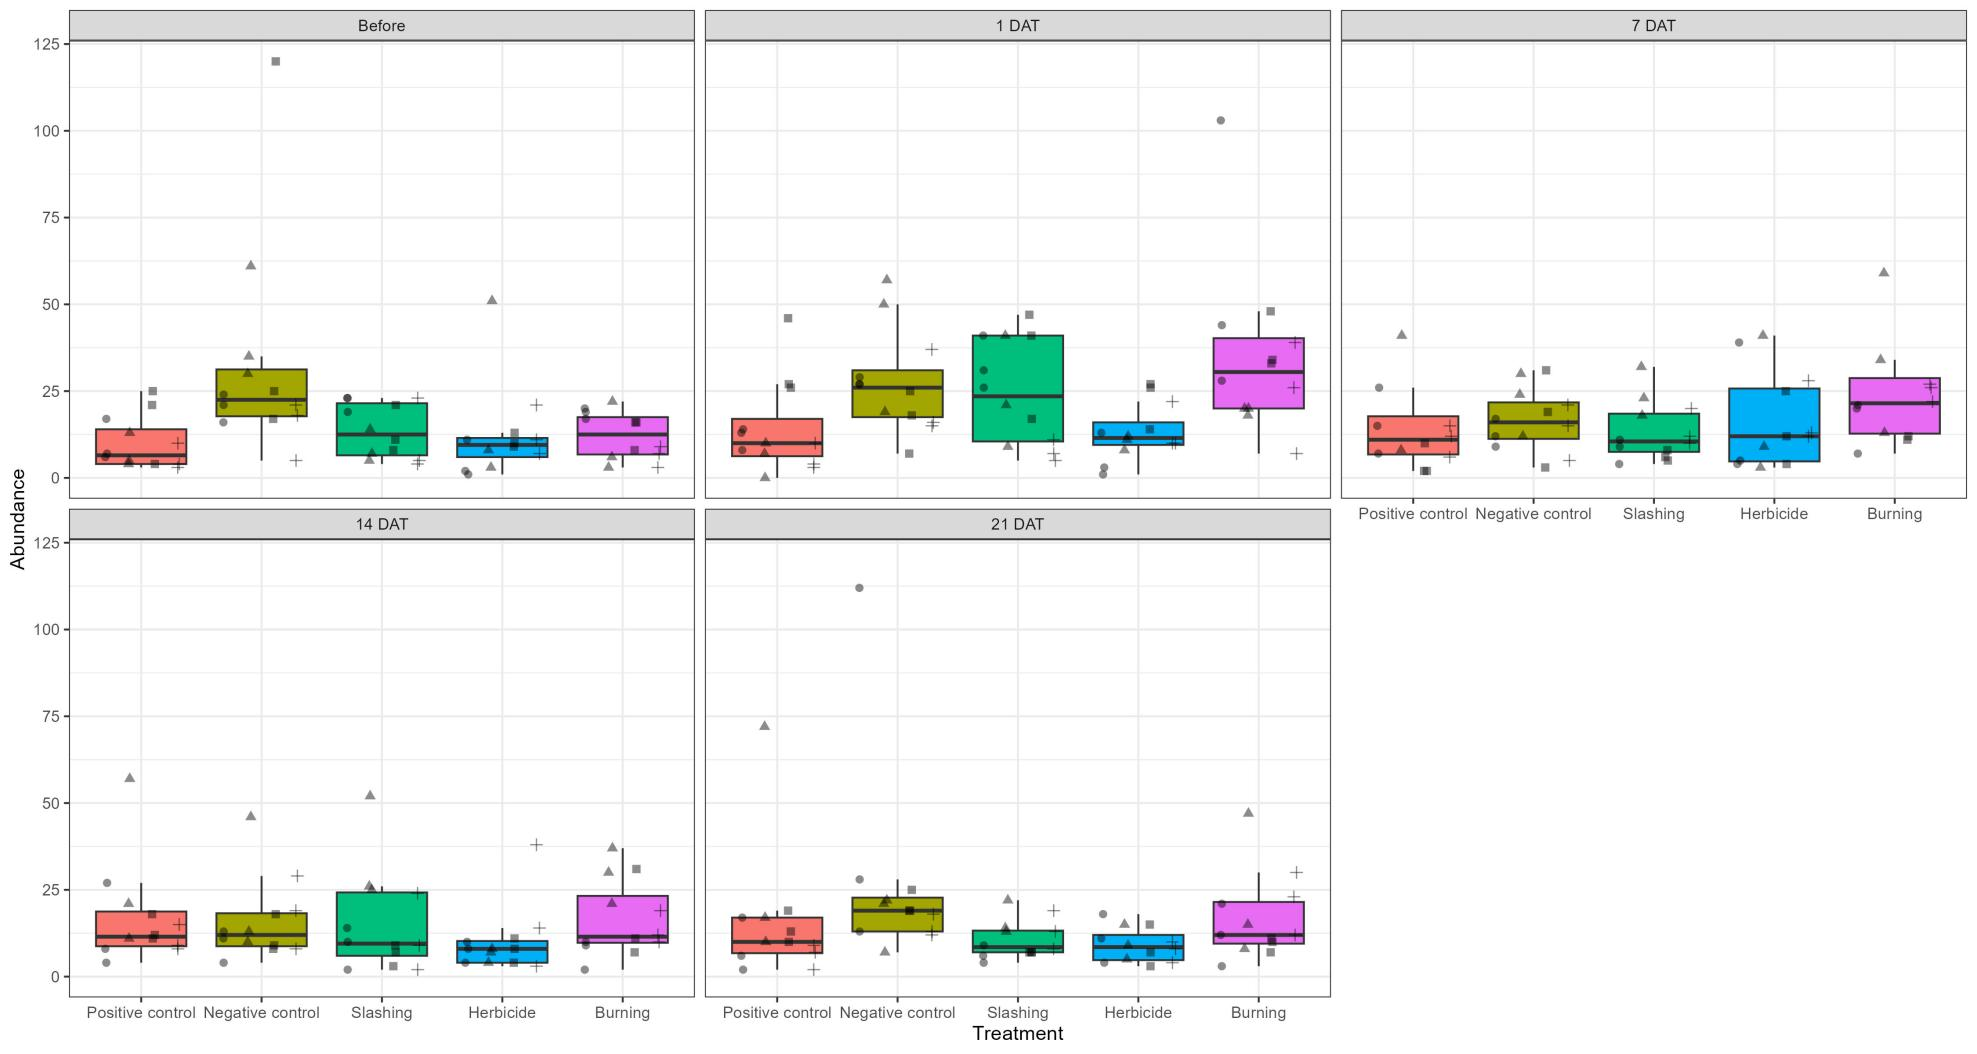 Before
1 DAT
7 DAT
125
100
75
50
25
0
Positive control Negative control Slashing Herbicide Burning
14 DAT
21 DAT
125
100
75
50
25
0
Positive control Negative control Slashing Herbicide Burning
Positive control Negative control Slashing Herbicide Burning
Abundance
Treatment